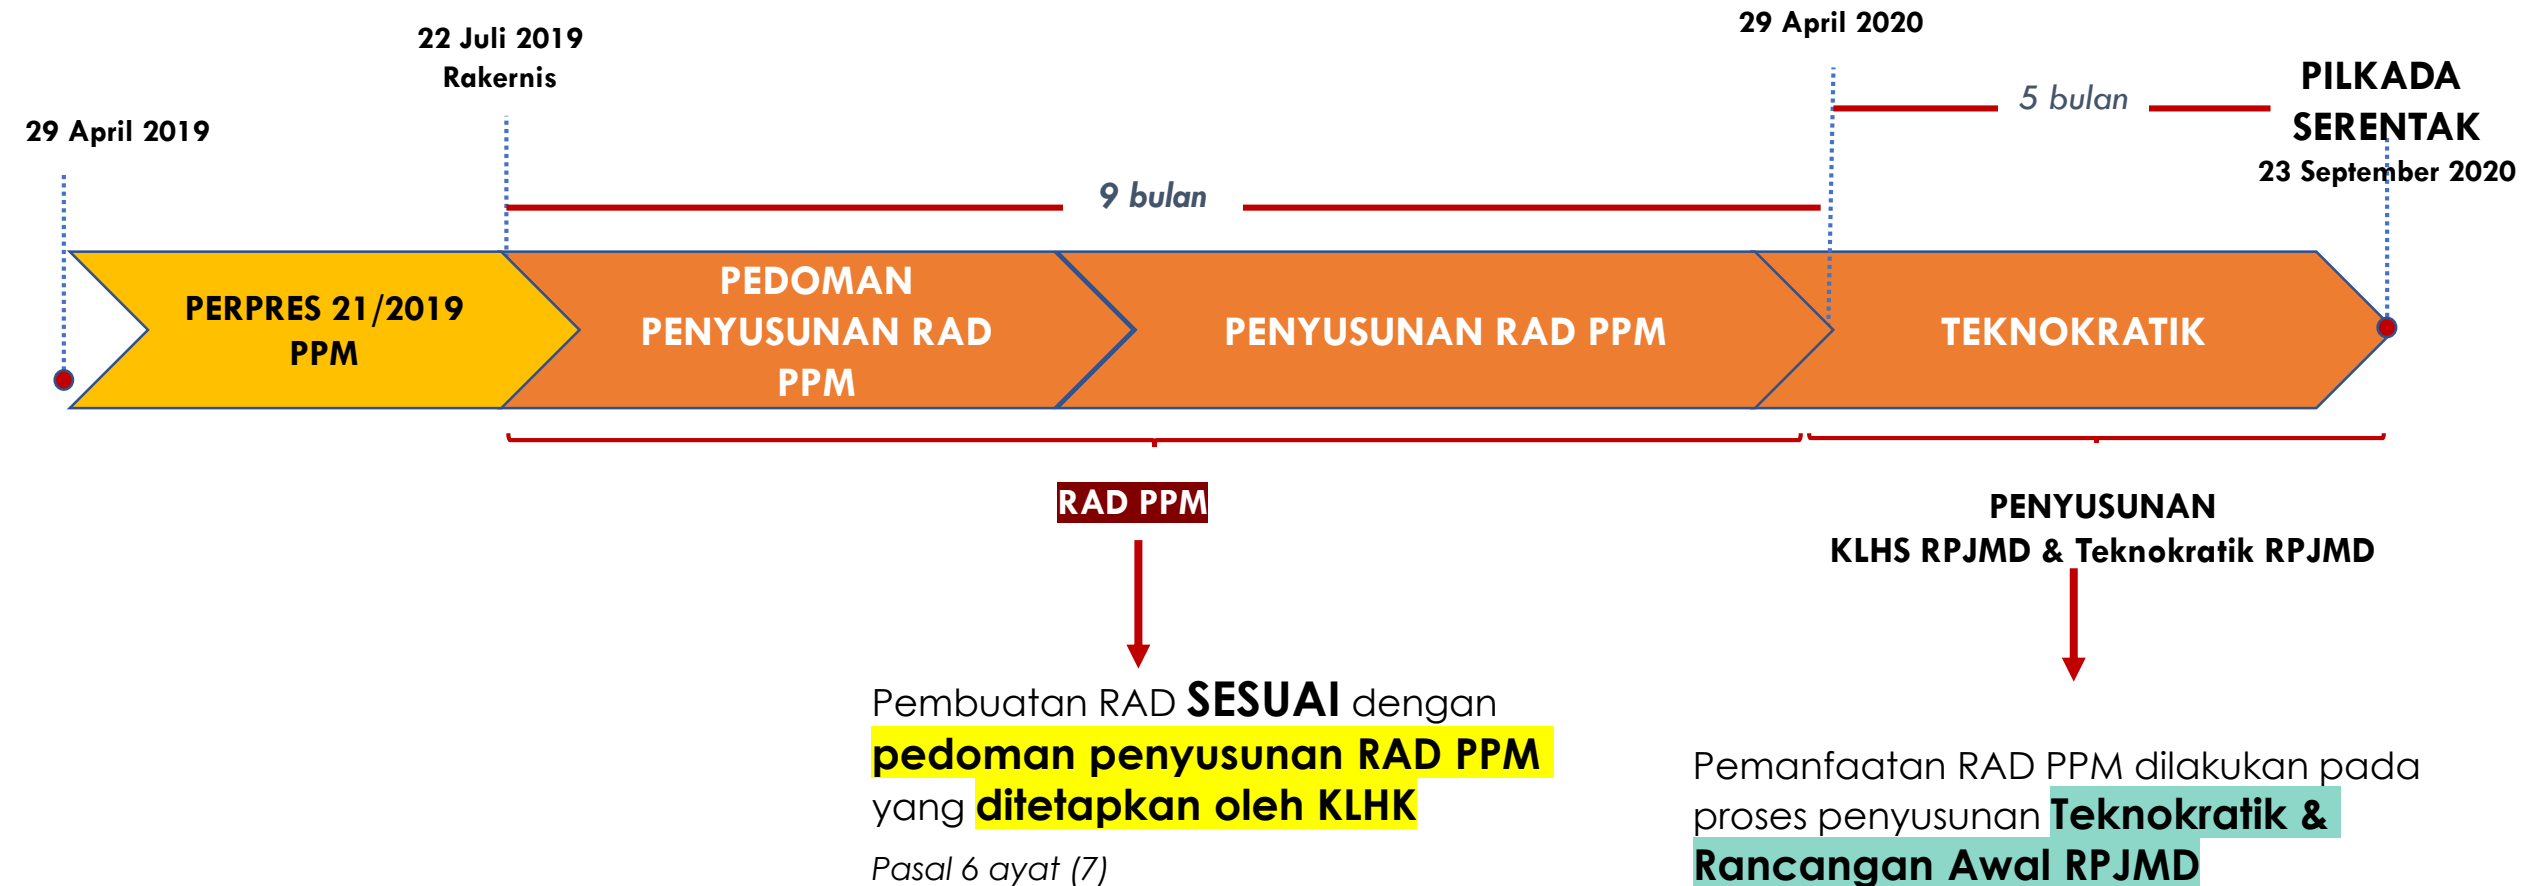 29 April 2019
22 Juli 2019
Rakernis
29 April 2020
5 bulan
PILKADA
SERENTAK
23 September 2020
9 bulan
PERPRES 21/2019
PPM
PEDOMAN
PENYUSUNAN RAD
PPM
PENYUSUNAN RAD PPM
TEKNOKRATIK
RAD PPM
Pembuatan RAD SESUAI dengan
pedoman penyusunan RAD PPM
yang ditetapkan oleh KLHK
Pasal 6 ayat (7)
PENYUSUNAN
KLHS RPJMD & Teknokratik RPJMD
Pemanfaatan RAD PPM dilakukan pada
proses penyusunan Teknokratik &
Rancangan Awal RPJMD